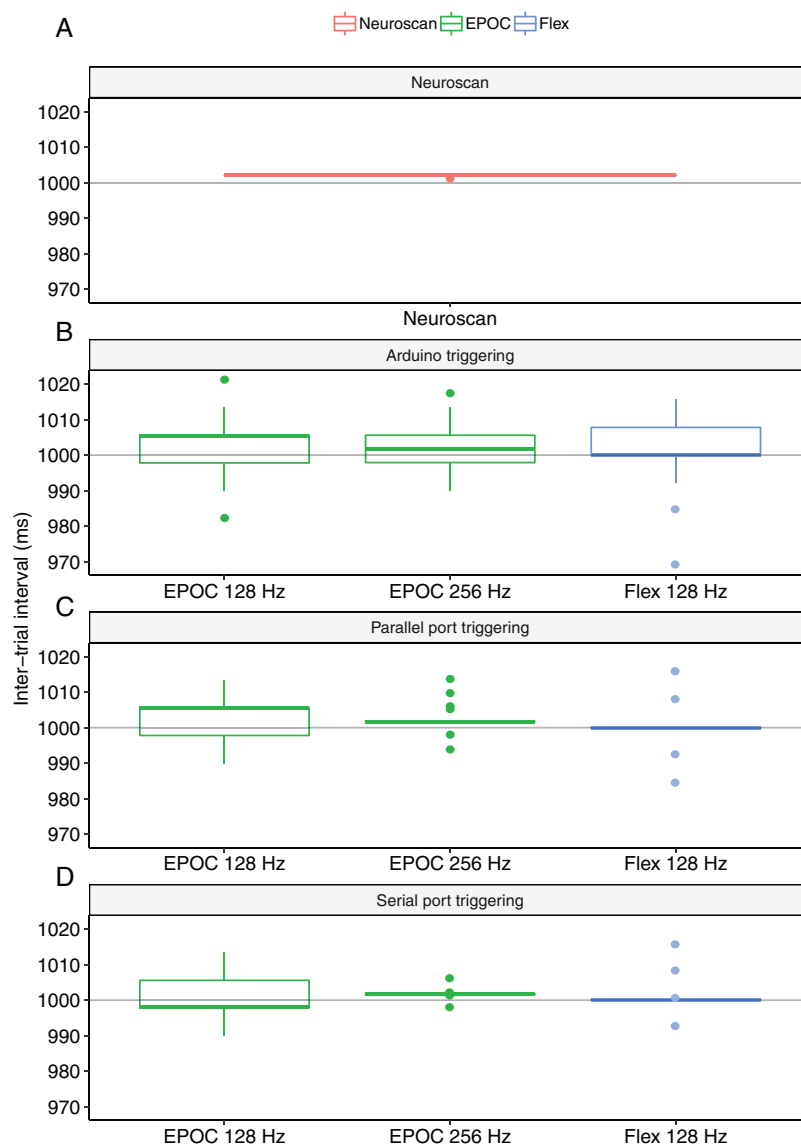 A
Neuroscan EPOC Flex
Neuroscan
1020
1010
1000
990
980
970
Neuroscan
B
Arduino triggering
1020
1010
1000
990
980
970
EPOC 128 Hz EPOC 256 Hz Flex 128 Hz
Inter−trial interval (ms)
C
Parallel port triggering
1020
1010
1000
990
980
970
EPOC 128 Hz EPOC 256 Hz Flex 128 Hz
D
Serial port triggering
1020
1010
1000
990
980
970
EPOC 128 Hz EPOC 256 Hz Flex 128 Hz